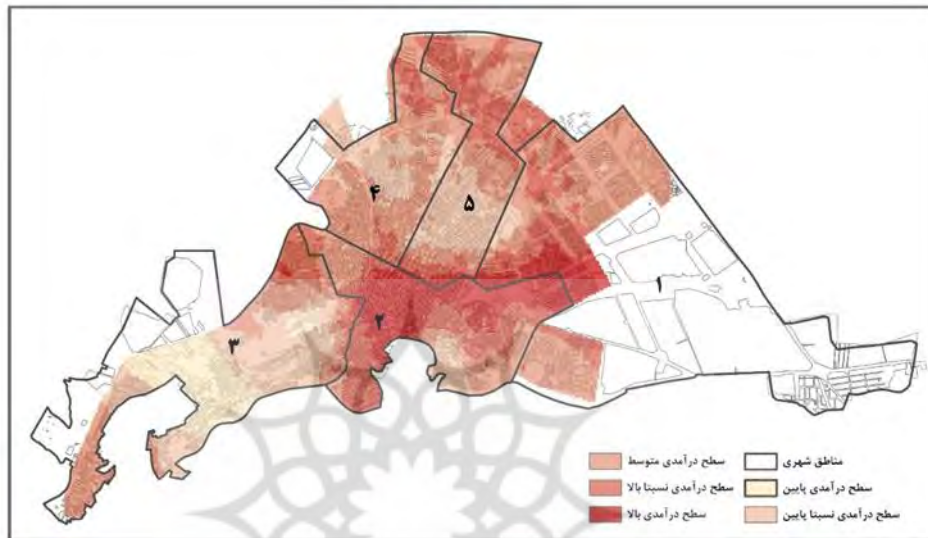 ۴
۵
۱
۲
۳
مناطق شهری
سطح درآمدی متوسط
سطح درآمدی پایین
سطح درآمدی نسبتا بالا
سطح درآمدی نسبتا پایین
سطح درآمدی بالا